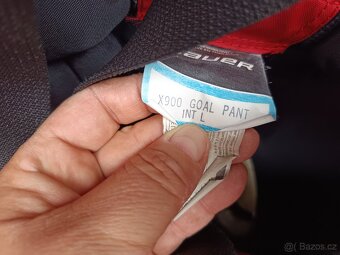 BAUER
X900 GOAL PANT
INT L
Bazos.cz